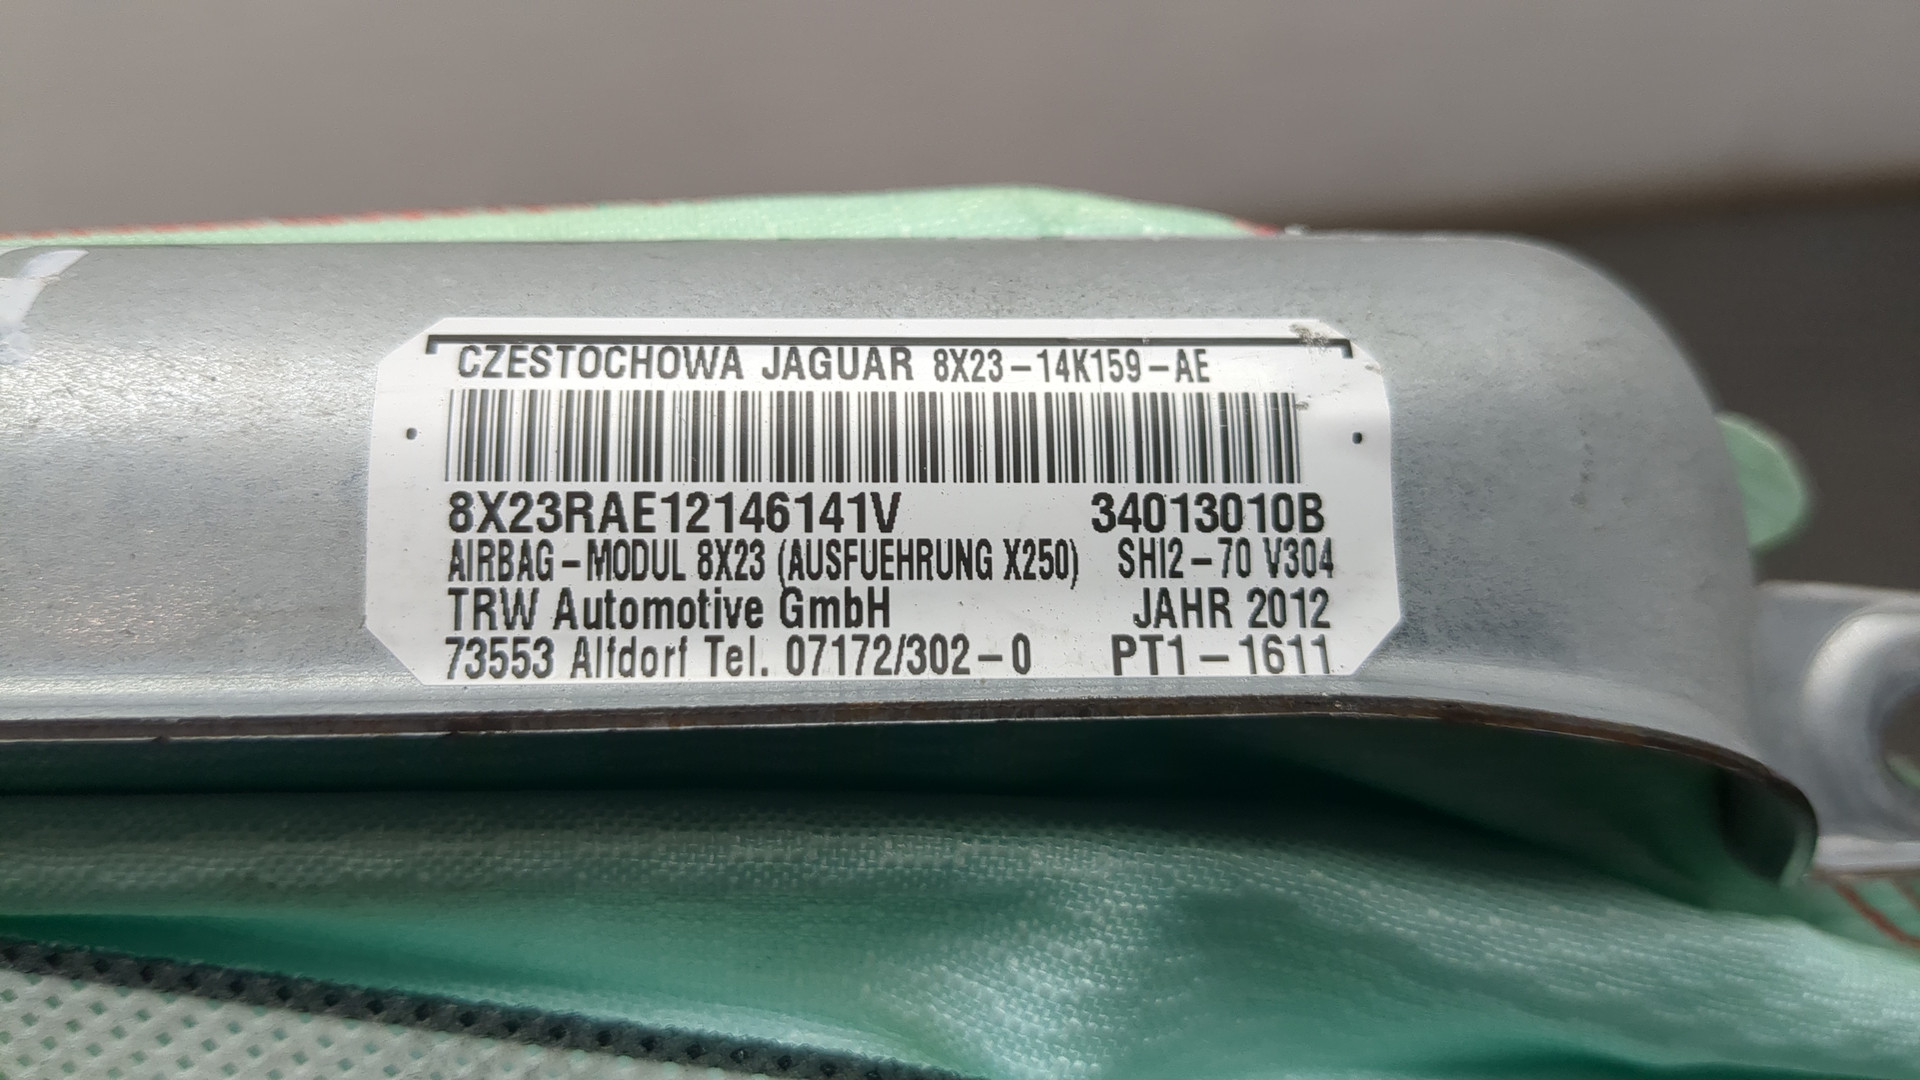 CZESTOCHOWA JAGUAR 8X23-14K159-AE
8X23RAE12146141V 34013010B
AIRBAG-MODUL 8X23 (AUSFUEHRUNG X250) SHI2-70 V304
TRW Automotive GmbH JAHR 2012
73553 Alfdorf Tel. 07172/302-0 PT1-1611